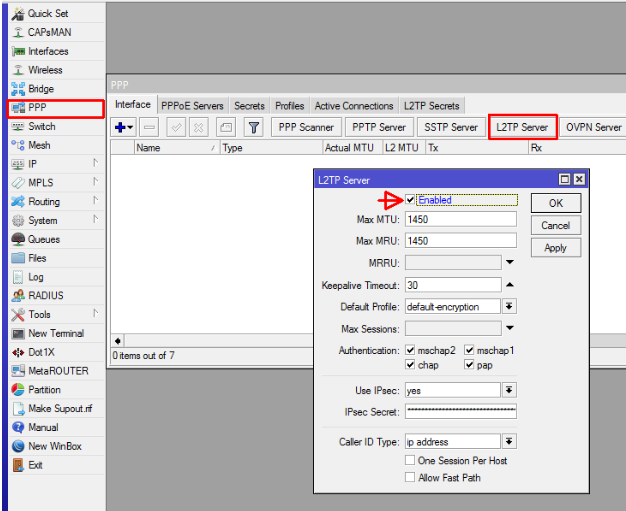 Quick Set
CAPsMAN
Interfaces
Wireless
Bridge
PPP
Switch
Mesh
IP
MPLS
Routing
System
Queues
Files
Log
RADIUS
Tools
New Terminal
Dot1X
MetaROUTER
Partition
Make Supout.rif
Manual
New WinBox
Exit
PPP
Interface PPPoE Servers Secrets Profiles Active Connections L2TP Secrets
PPP Scanner PPTP Server SSTP Server L2TP Server OVPN Server
Name / Type Actual MTU L2 MTU Tx Rx
0 items out of 7
L2TP Server
Enabled
Max MTU: 1450
Max MRU: 1450
MRRU:
Keepalive Timeout: 30
Default Profile: default-encryption
Max Sessions:
Authentication: mschap2 mschap1
chap pap
Use IPsec: yes
IPsec Secret:
Caller ID Type: ip address
One Session Per Host
Allow Fast Path
OK
Cancel
Apply